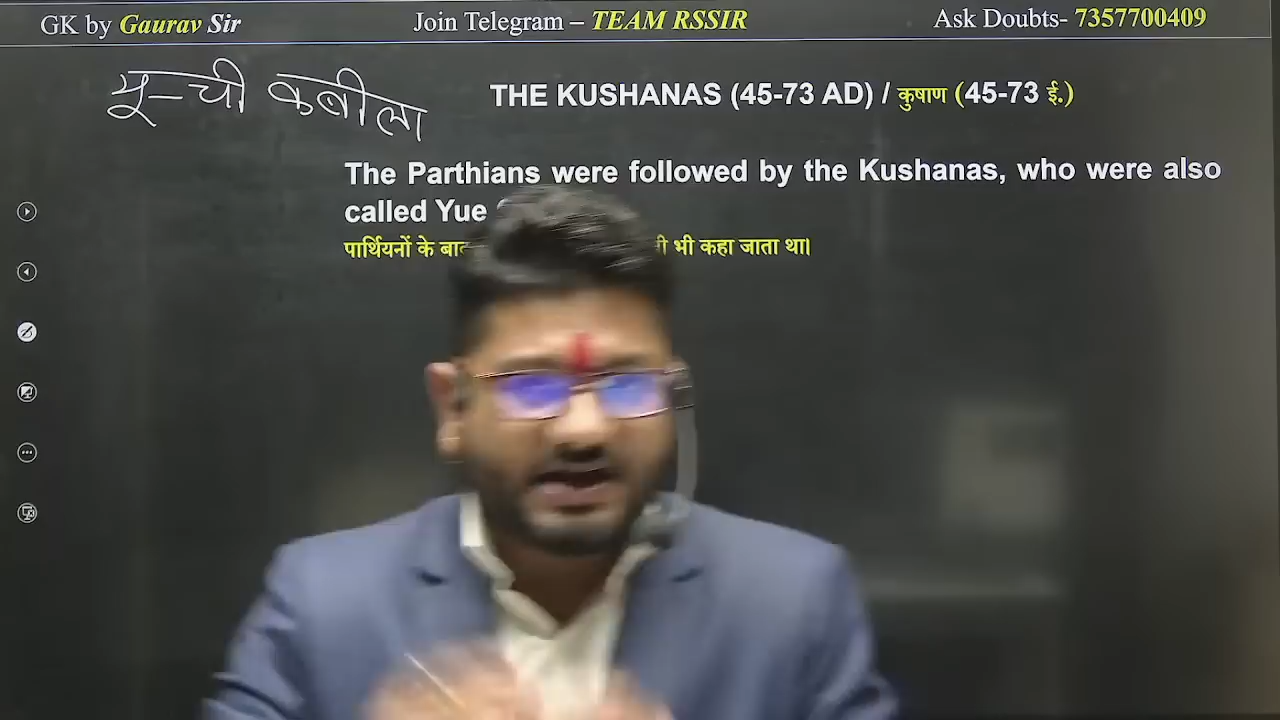 GK by Gaurav Sir
Join Telegram – TEAM RSSIR
Ask Doubts- 7357700409
यू-ची कबीला
THE KUSHANAS (45-73 AD) / कुषाण (45-73 ई.)
The Parthians were followed by the Kushanas, who were also
called Yue
पार्थियनों के बाद भी कहा जाता था।